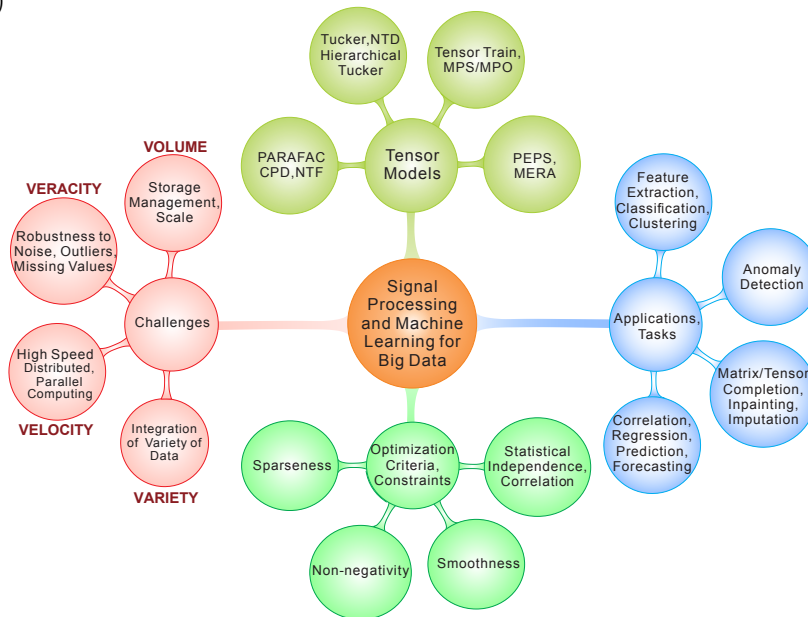 )
Tucker,NTD
Hierarchical
Tucker
Tensor Train,
MPS/MPO
PARAFAC
CPD,NTF
Tensor
Models
PEPS,
MERA
VOLUME
Storage
Management,
Scale
VERACITY
Robustness to
Noise, Outliers,
Missing Values
Challenges
High Speed
Distributed,
Parallel
Computing
VELOCITY
Integration
of Variety of
Data
VARIETY
Signal
Processing
and Machine
Learning for
Big Data
Feature
Extraction,
Classification,
Clustering
Anomaly
Detection
Applications,
Tasks
Matrix/Tensor
Completion,
Inpainting,
Imputation
Correlation,
Regression,
Prediction,
Forecasting
Optimization
Criteria,
Constraints
Sparseness
Statistical
Independence,
Correlation
Non-negativity
Smoothness